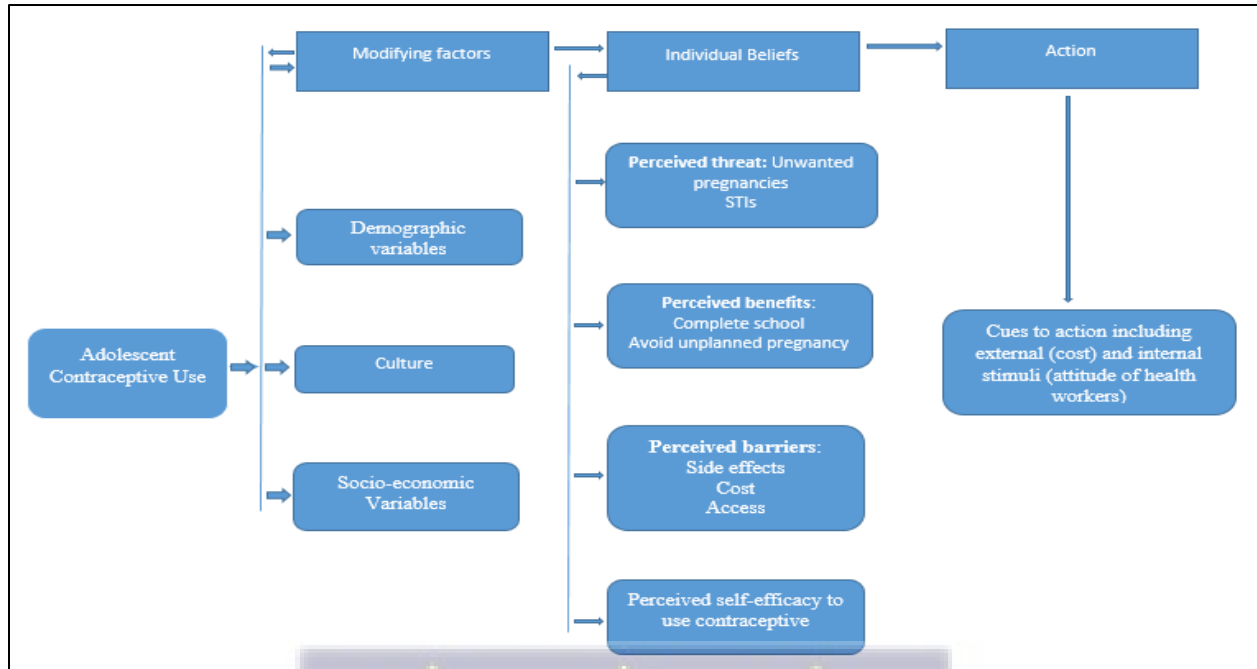 Modifying factors
Individual Beliefs
Action
Perceived threat: Unwanted
pregnancies
STIs
Demographic
variables
Perceived benefits:
Complete school
Avoid unplanned pregnancy
Cues to action including
external (cost) and internal
stimuli (attitude of health
workers)
Adolescent
Contraceptive Use
Culture
Perceived barriers:
Side effects
Cost
Access
Socio-economic
Variables
Perceived self-efficacy to
use contraceptive